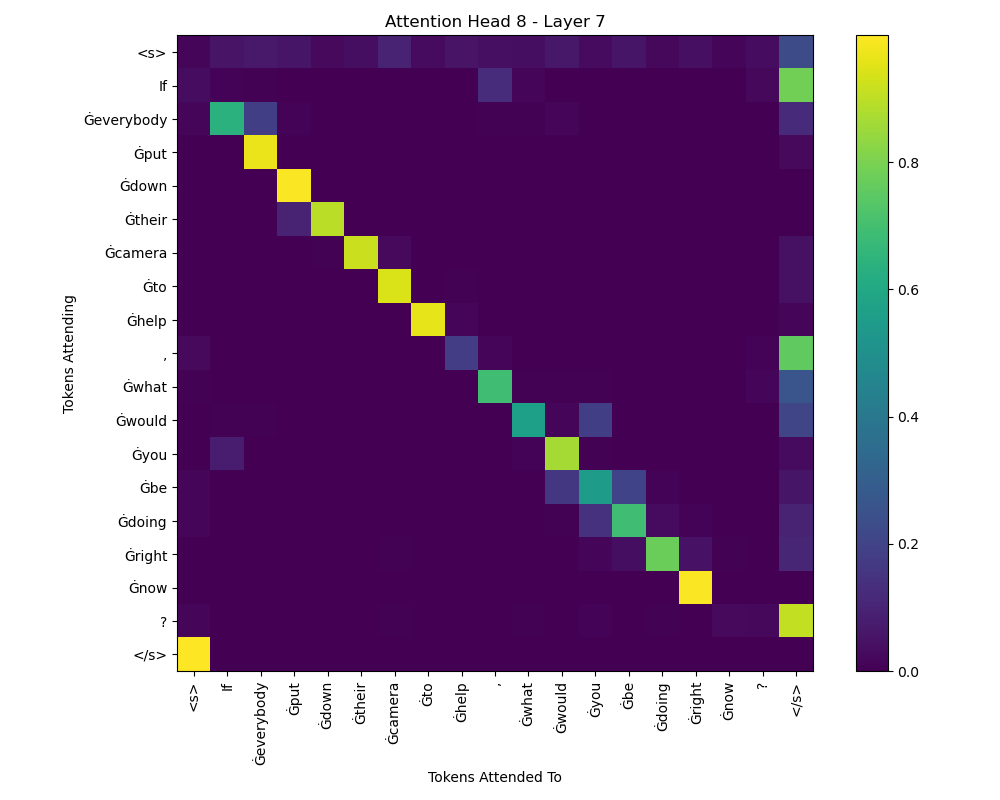 Attention Head 8 - Layer 7
Tokens Attending
<s>
If
Ġeverybody
Ġput
Ġdown
Ġtheir
Ġcamera
Ġto
Ġhelp
,
Ġwhat
Ġwould
Ġyou
Ġbe
Ġdoing
Ġright
Ġnow
?
</s>
<s>
If
Ġeverybody
Ġput
Ġdown
Ġtheir
Ġcamera
Ġto
Ġhelp
,
Ġwhat
Ġwould
Ġyou
Ġbe
Ġdoing
Ġright
Ġnow
?
</s>
Tokens Attended To
0.8
0.6
0.4
0.2
0.0